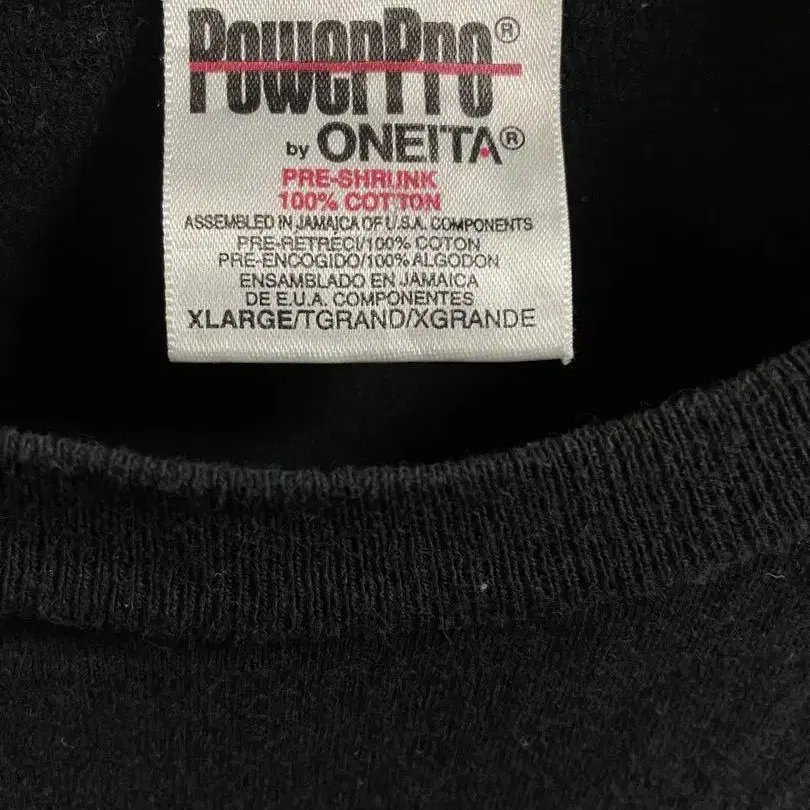 PowerPro®
by ONEITA®
PRE-SHRUNK
100% COTTON
ASSEMBLED IN JAMAICA OF U.S.A. COMPONENTS
PRE-RETRECI/100% COTON
PRE-ENCOGIDO/100% ALGODON
ENSAMBLADO EN JAMAICA
DE E.U.A. COMPONENTES
XLARGE/TGRAND/XGRANDE